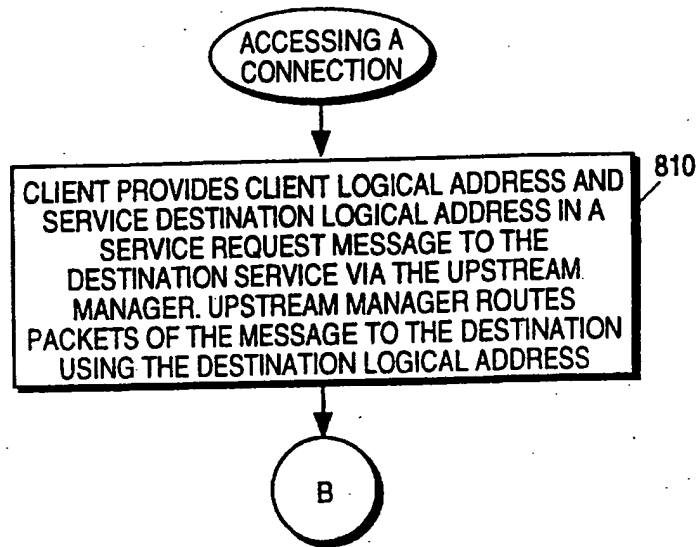 ACCESSING A
CONNECTION
810
CLIENT PROVIDES CLIENT LOGICAL ADDRESS AND
SERVICE DESTINATION LOGICAL ADDRESS IN A
SERVICE REQUEST MESSAGE TO THE
DESTINATION SERVICE VIA THE UPSTREAM
MANAGER. UPSTREAM MANAGER ROUTES
PACKETS OF THE MESSAGE TO THE DESTINATION
USING THE DESTINATION LOGICAL ADDRESS
B